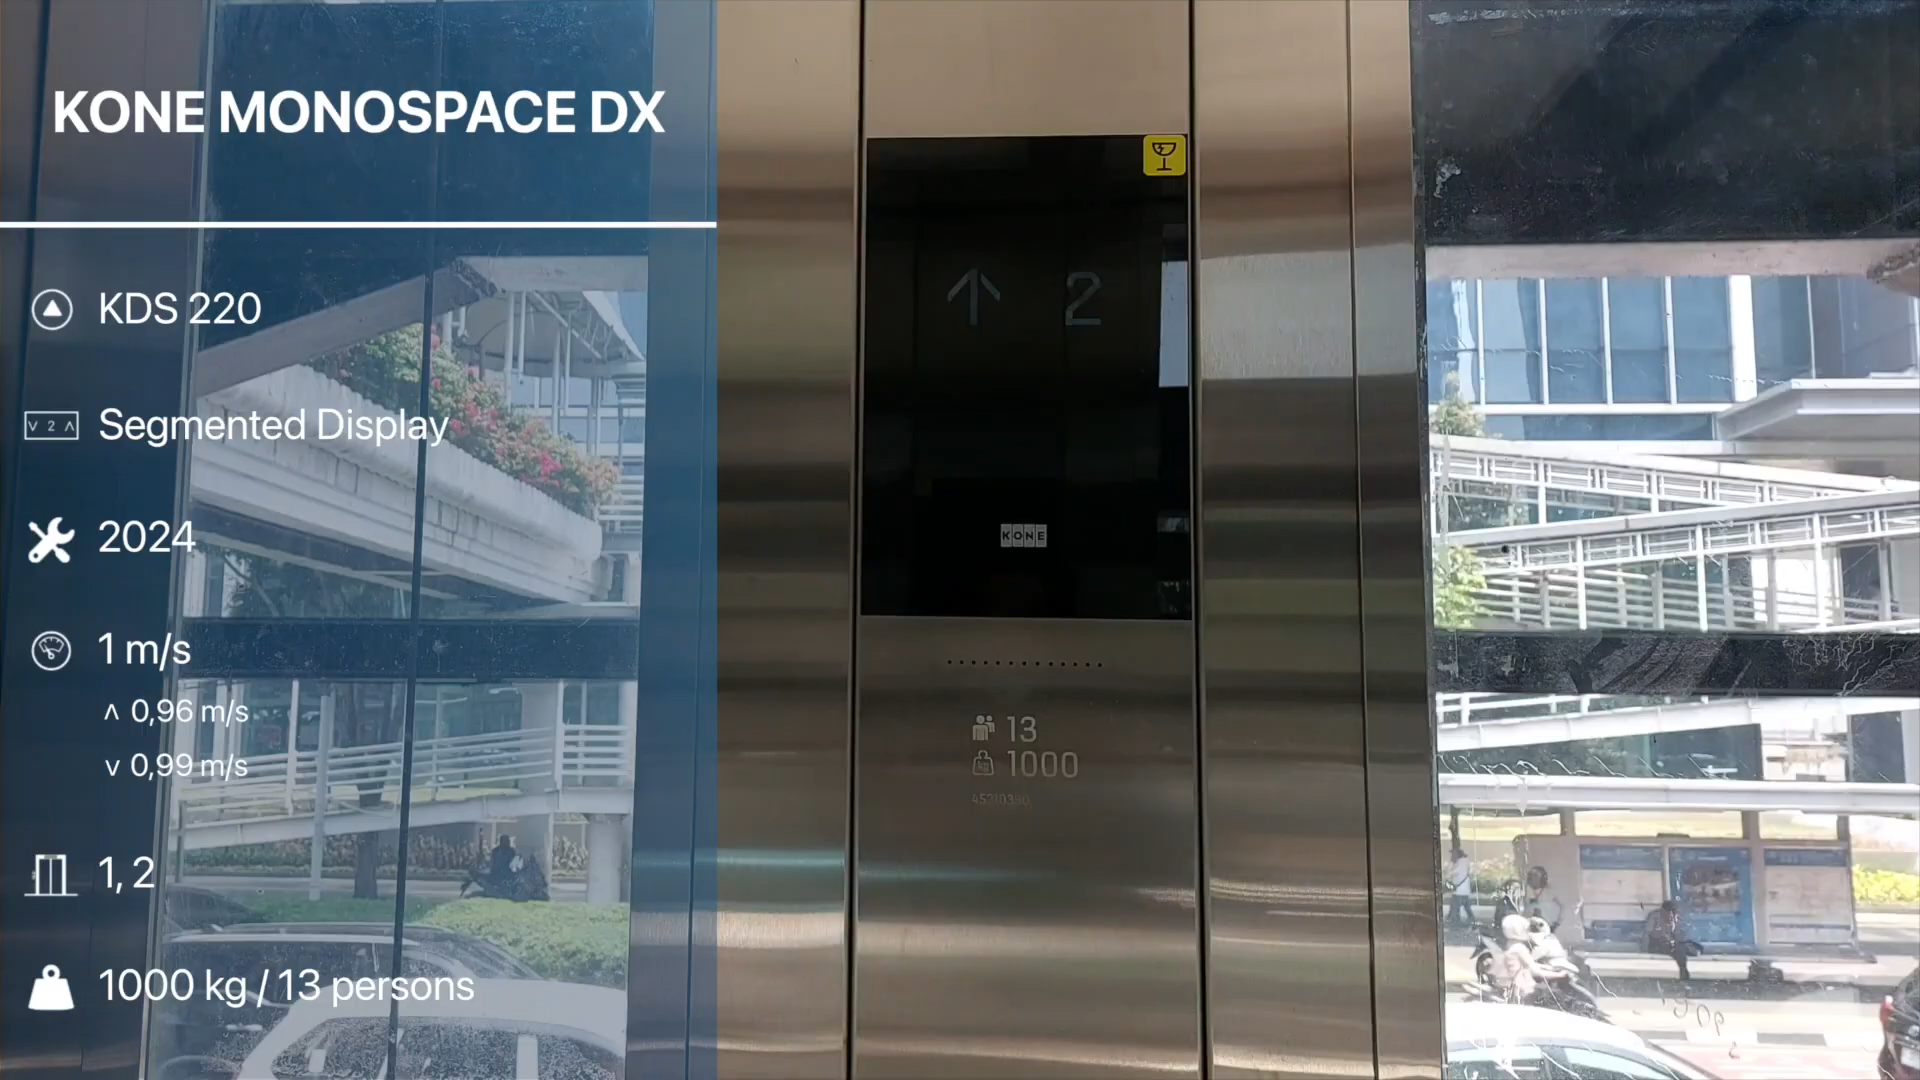 KONE MONOSPACE DX
KDS 220
V 2 Λ
Segmented Display
2024
1 m/s
ʌ 0,96 m/s
v 0,99 m/s
1, 2
1000 kg / 13 persons
↑ 2
KONE
13
1000